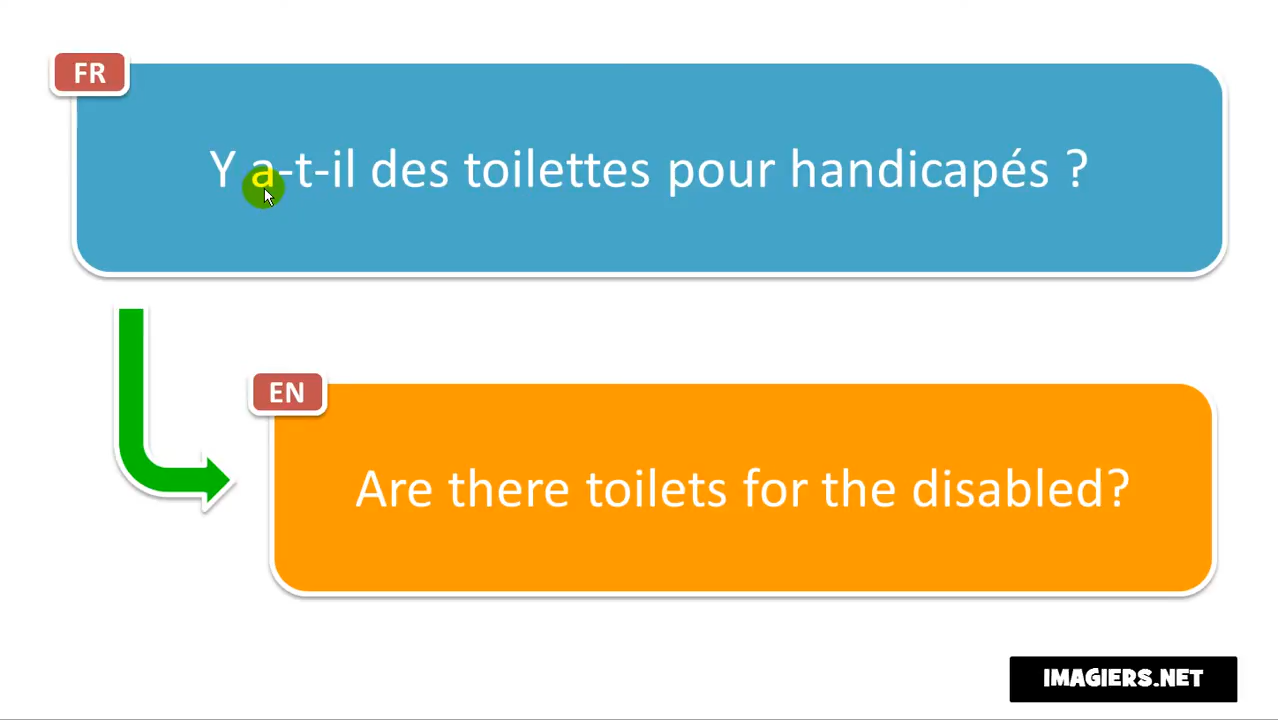 FR
Y a-t-il des toilettes pour handicapés ?
EN
Are there toilets for the disabled?
IMAGIERS.NET